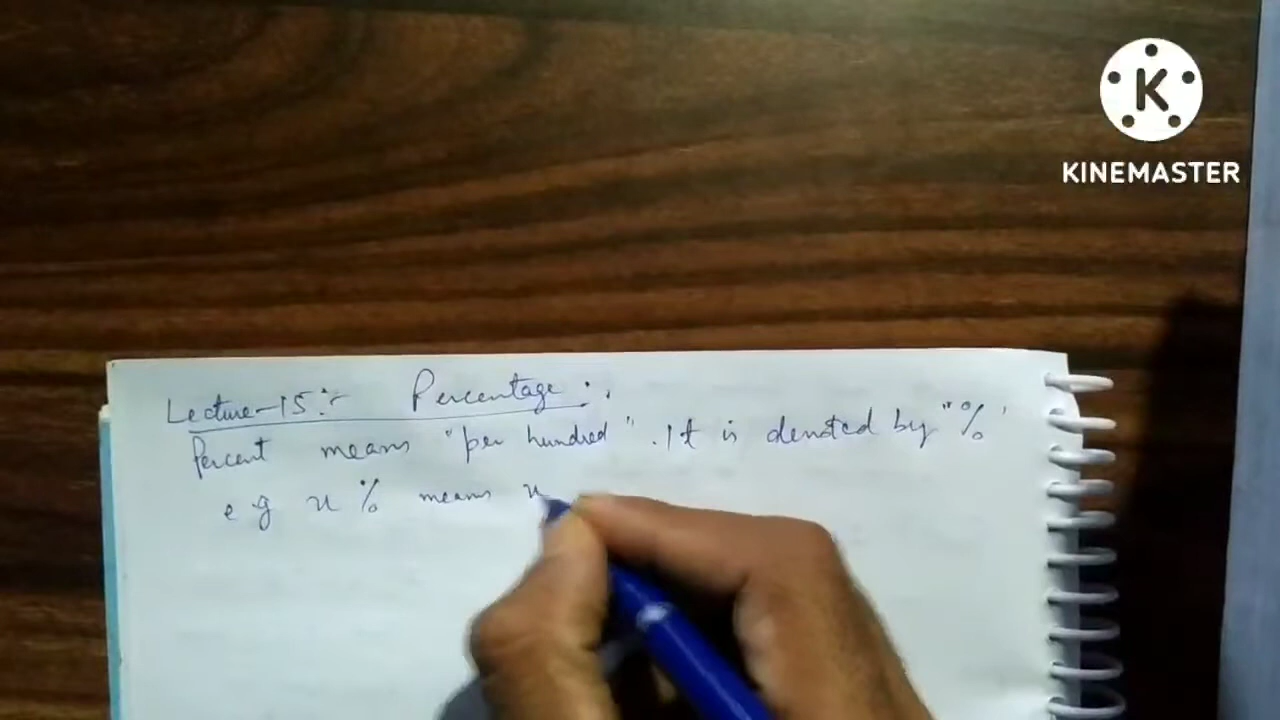 KINEMASTER
Lecture-15:- Percentage :.
Percent means "per hundred". It is denoted by "%'
e.g x % means x